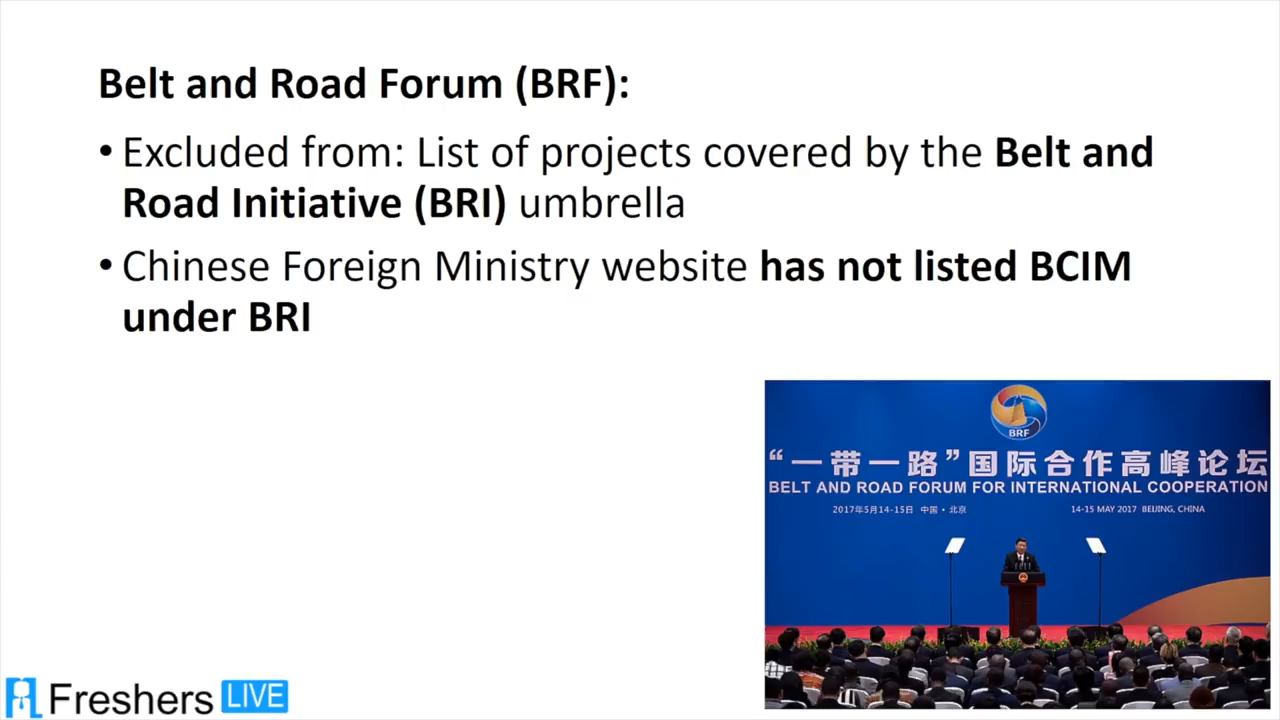 Belt and Road Forum (BRF):
• Excluded from: List of projects covered by the Belt and
Road Initiative (BRI) umbrella
• Chinese Foreign Ministry website has not listed BCIM
under BRI
BRF
“一带一路”国际合作高峰论坛
BELT AND ROAD FORUM FOR INTERNATIONAL COOPERATION
2017年5月14-15日 中国·北京 14-15 MAY 2017 BEIJING, CHINA
Freshers LIVE